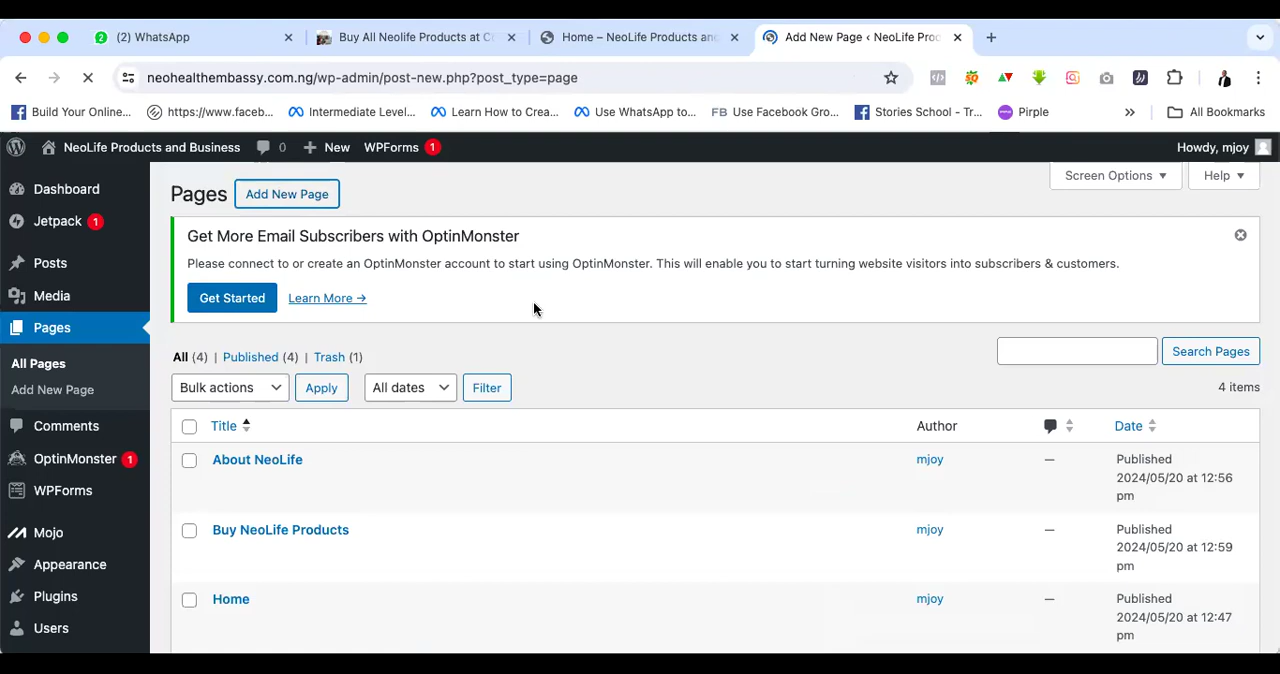 (2) WhatsApp
Buy All Neolife Products at C
Home – NeoLife Products an
Add New Page ‹ NeoLife Pro
neohealthembassy.com.ng/wp-admin/post-new.php?post_type=page
Build Your Online...
https://www.faceb...
Intermediate Level...
Learn How to Crea...
Use WhatsApp to...
FB Use Facebook Gro...
Stories School - Tr...
Pirple
»
All Bookmarks
NeoLife Products and Business
0
New
WPForms 1
Howdy, mjoy
Dashboard
Jetpack 1
Posts
Media
Pages
All Pages
Add New Page
Comments
OptinMonster 1
WPForms
Mojo
Appearance
Plugins
Users
Screen Options
Help
Pages
Add New Page
Get More Email Subscribers with OptinMonster
Please connect to or create an OptinMonster account to start using OptinMonster. This will enable you to start turning website visitors into subscribers & customers.
Get Started
Learn More →
All (4) | Published (4) | Trash (1)
Search Pages
Bulk actions
Apply
All dates
Filter
4 items
Title
Author
Date
About NeoLife
mjoy
—
Published
2024/05/20 at 12:56
pm
Buy NeoLife Products
mjoy
—
Published
2024/05/20 at 12:59
pm
Home
mjoy
—
Published
2024/05/20 at 12:47
pm